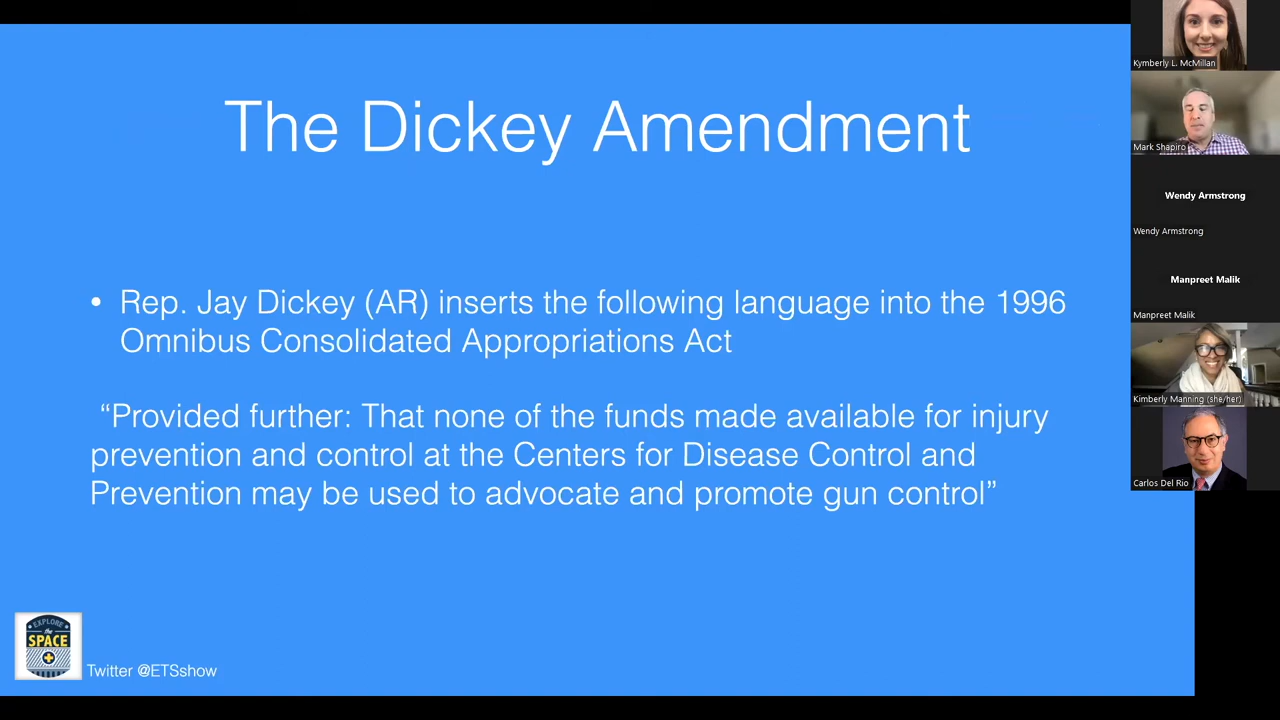 The Dickey Amendment
• Rep. Jay Dickey (AR) inserts the following language into the 1996
Omnibus Consolidated Appropriations Act
“Provided further: That none of the funds made available for injury
prevention and control at the Centers for Disease Control and
Prevention may be used to advocate and promote gun control”
EXPLORE
the
SPACE
Twitter @ETSshow
Kymberly L. McMillan
Mark Shapiro
Wendy Armstrong
Wendy Armstrong
Manpreet Malik
Manpreet Malik
Kimberly Manning (she/her)
Carlos Del Rio